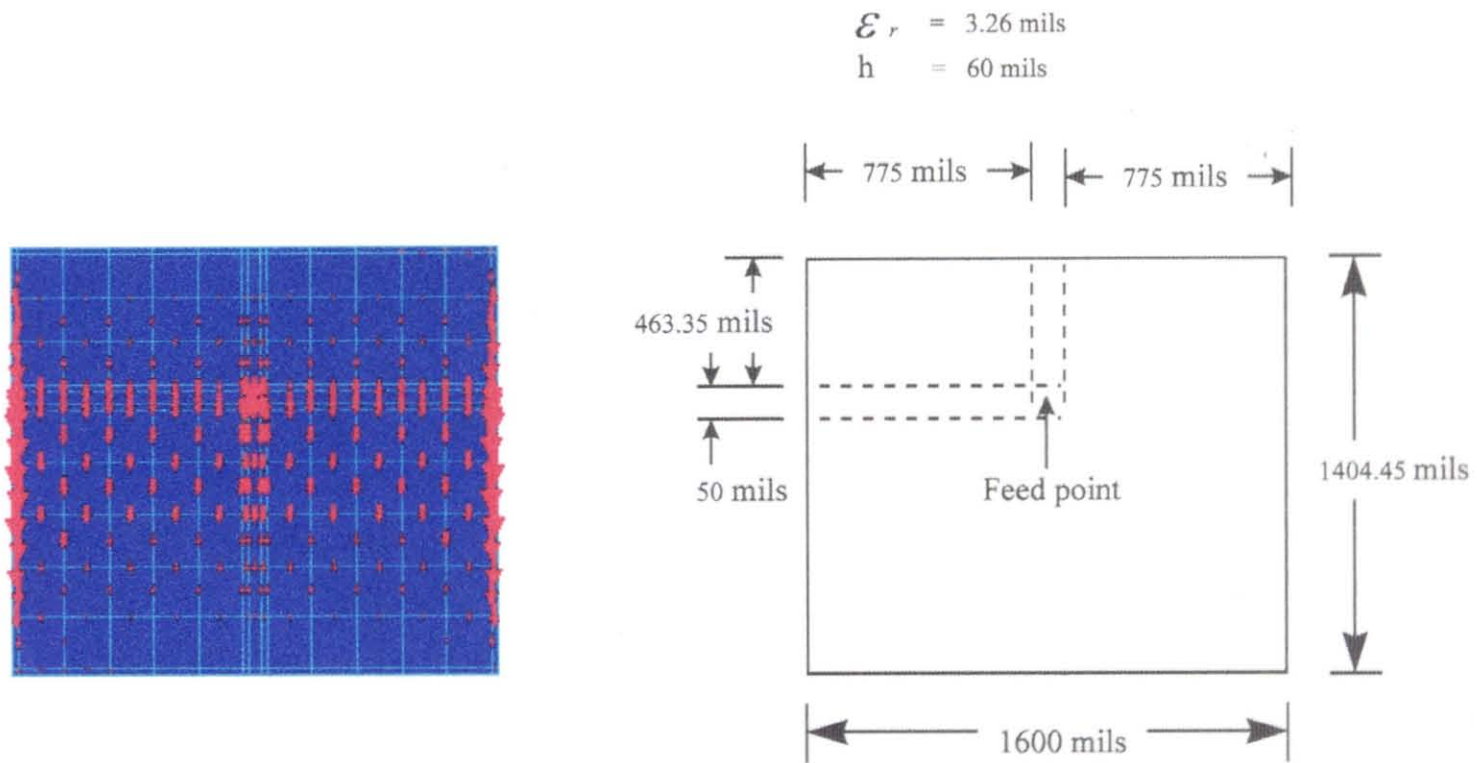 ε r = 3.26 mils
h = 60 mils
775 mils
775 mils
463.35 mils
50 mils
Feed point
1404.45 mils
1600 mils